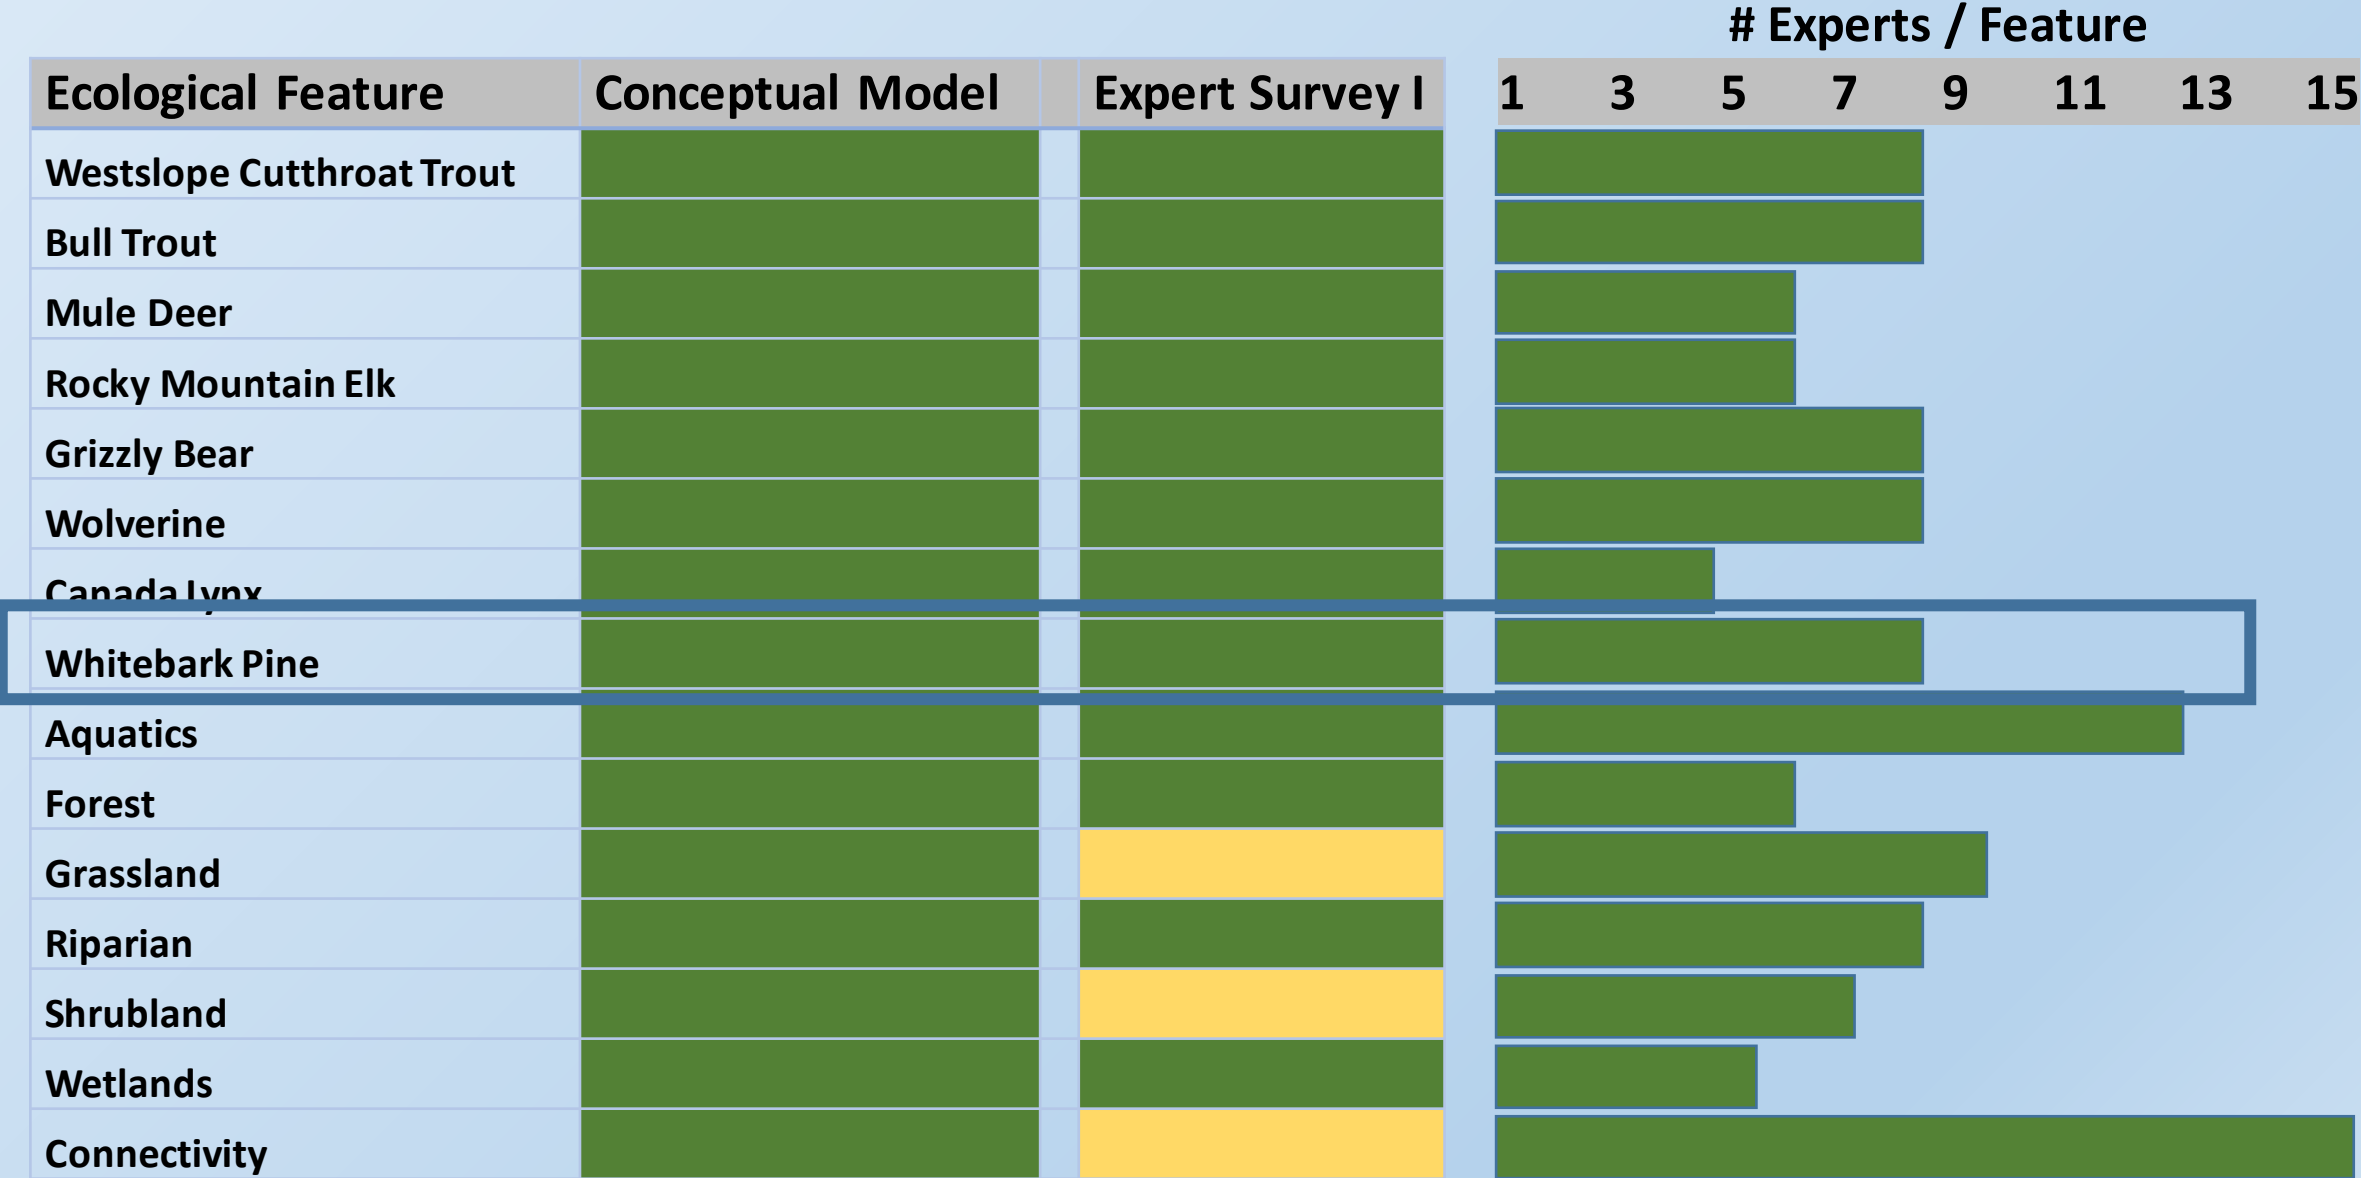 # Experts / Feature
Ecological Feature Conceptual Model Expert Survey I 1 3 5 7 9 11 13 15
Westslope Cutthroat Trout
Bull Trout
Mule Deer
Rocky Mountain Elk
Grizzly Bear
Wolverine
Canada Lynx
Whitebark Pine
Aquatics
Forest
Grassland
Riparian
Shrubland
Wetlands
Connectivity